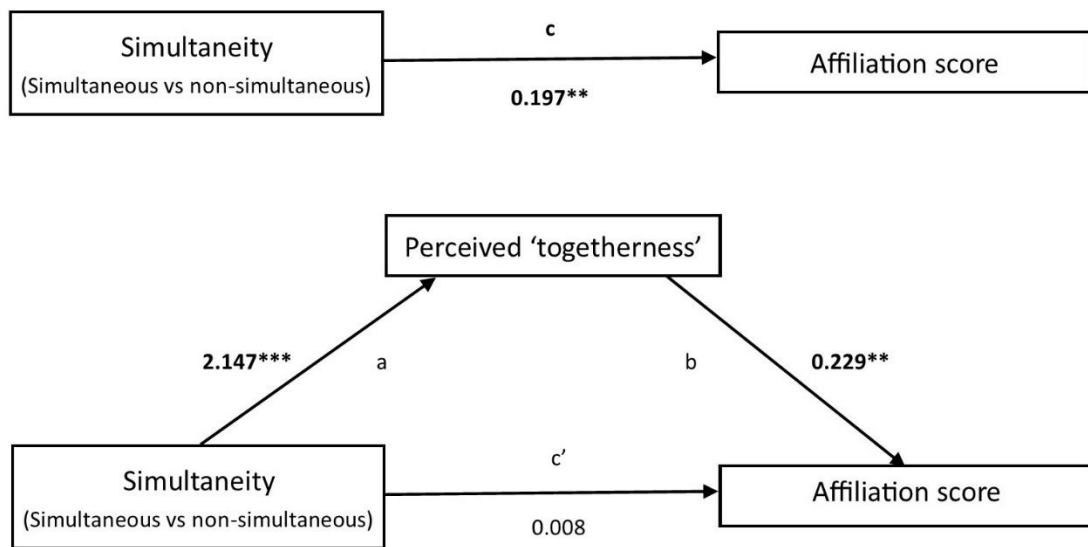 c
Simultaneity
(Simultaneous vs non-simultaneous)
Affiliation score
0.197**
Perceived ‘togetherness’
2.147***
a
b
0.229**
c’
Simultaneity
(Simultaneous vs non-simultaneous)
Affiliation score
0.008